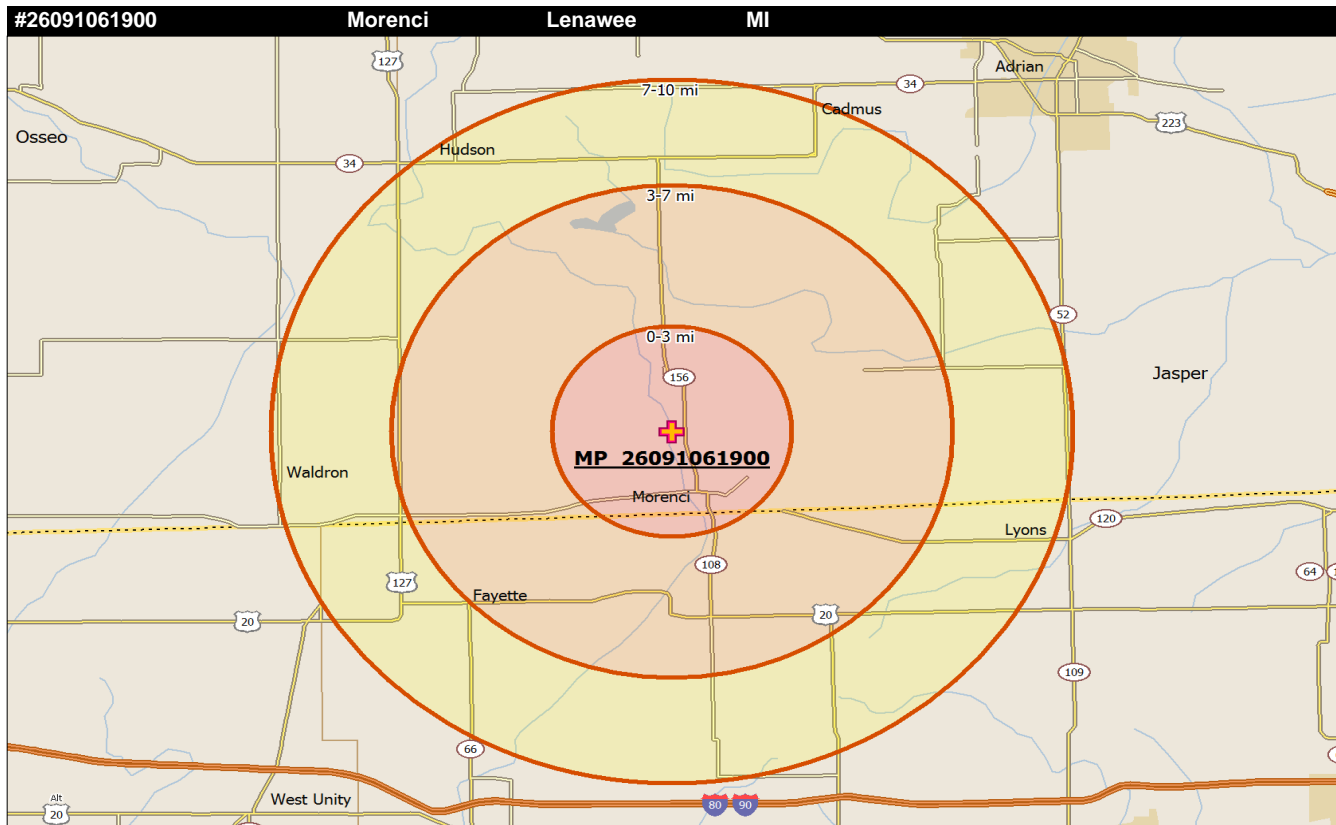 #26091061900 Morenci Lenawee MI
127
Adrian
7-10 mi
34
Cadmus
223
Osseo
Hudson
34
3-7 mi
52
0-3 mi
156
Jasper
MP 26091061900
Waldron
Morenci
120
Lyons
108
64
127
Fayette
20
20
109
66
West Unity
Alt
20
80 90